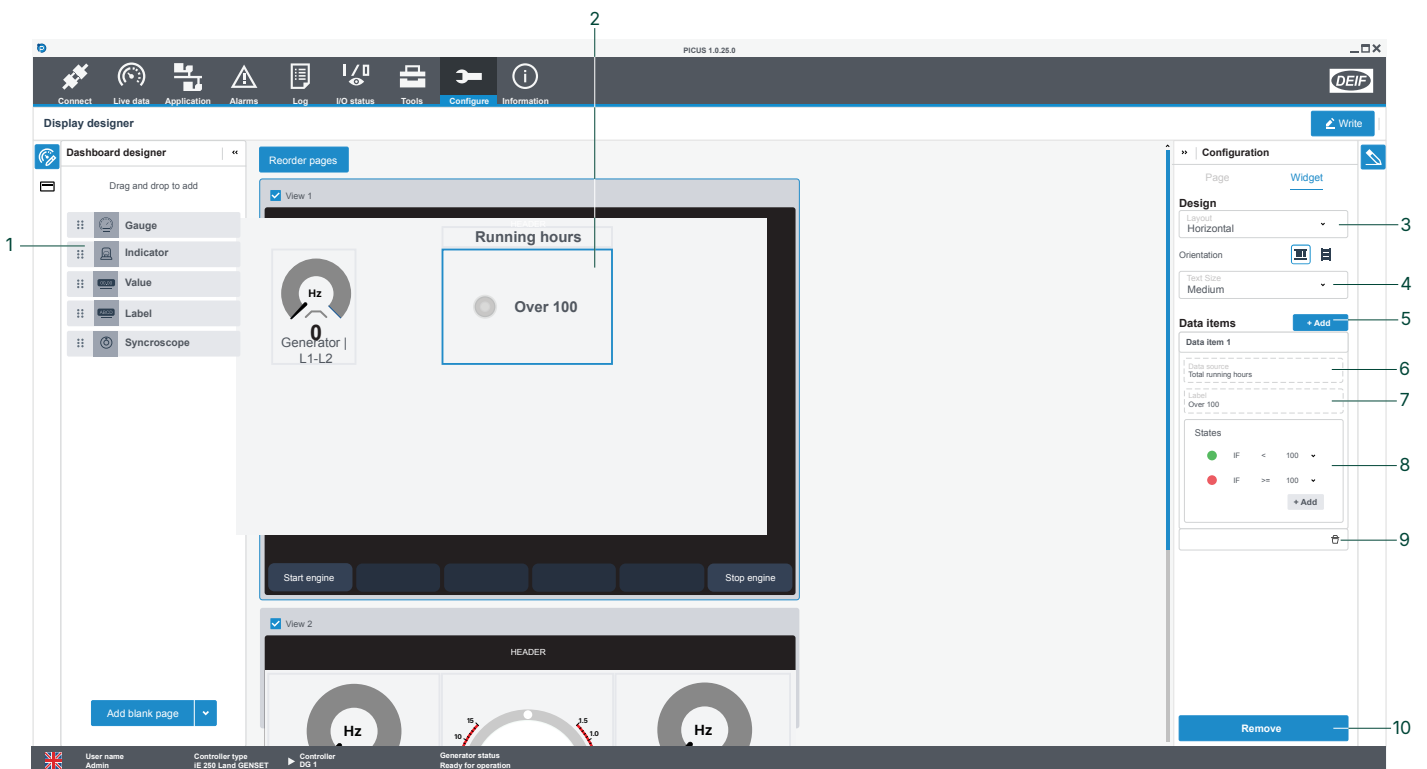 2
PICUS 1.0.25.0
Connect
Live data
Application
Alarms
Log
I/O status
Tools
Configure
Information
DEIF
Display designer
Write
Dashboard designer
Drag and drop to add
1
Gauge
Indicator
Value
Label
Syncroscope
Add blank page
Reorder pages
View 1
Running hours
Hz
0
Generator |
L1-L2
Over 100
Start engine
Stop engine
View 2
HEADER
Hz
15
10
1.5
1.0
Hz
Configuration
Page
Widget
Design
Layout
Horizontal
3
Orientation
Text Size
Medium
4
Data items
+ Add
5
Data item 1
Data source
Total running hours
6
Label
Over 100
7
States
IF < 100
8
IF >= 100
+ Add
9
Remove
10
User name
Admin
Controller type
iE 250 Land GENSET
Controller
DG 1
Generator status
Ready for operation